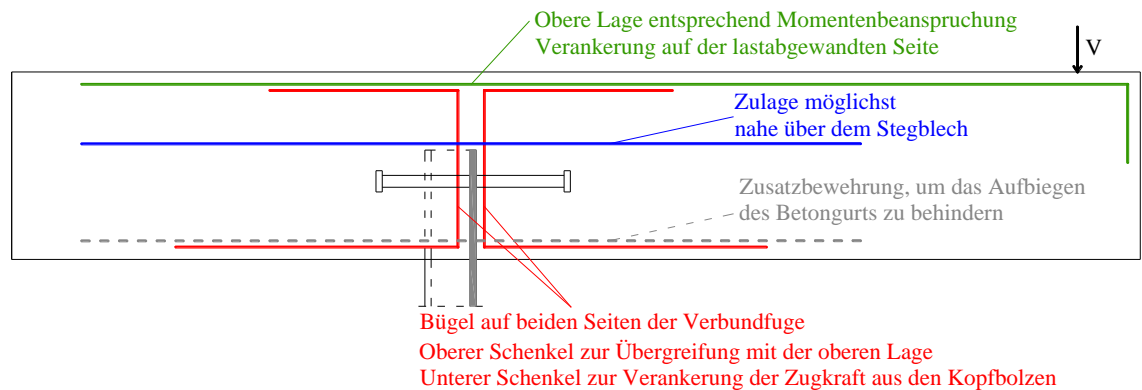 Obere Lage entsprechend Momentenbeanspruchung
Verankerung auf der lastabgewandten Seite
V
Zulage möglichst
nahe über dem Stegblech
Zusatzbewehrung, um das Aufbiegen
des Betongurts zu behindern
Bügel auf beiden Seiten der Verbundfuge
Oberer Schenkel zur Übergreifung mit der oberen Lage
Unterer Schenkel zur Verankerung der Zugkraft aus den Kopfbolzen